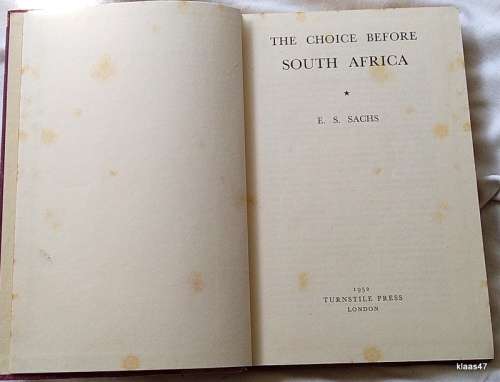 THE CHOICE BEFORE
SOUTH AFRICA
★
E. S. SACHS
1952
TURNSTILE PRESS
LONDON
klaas47